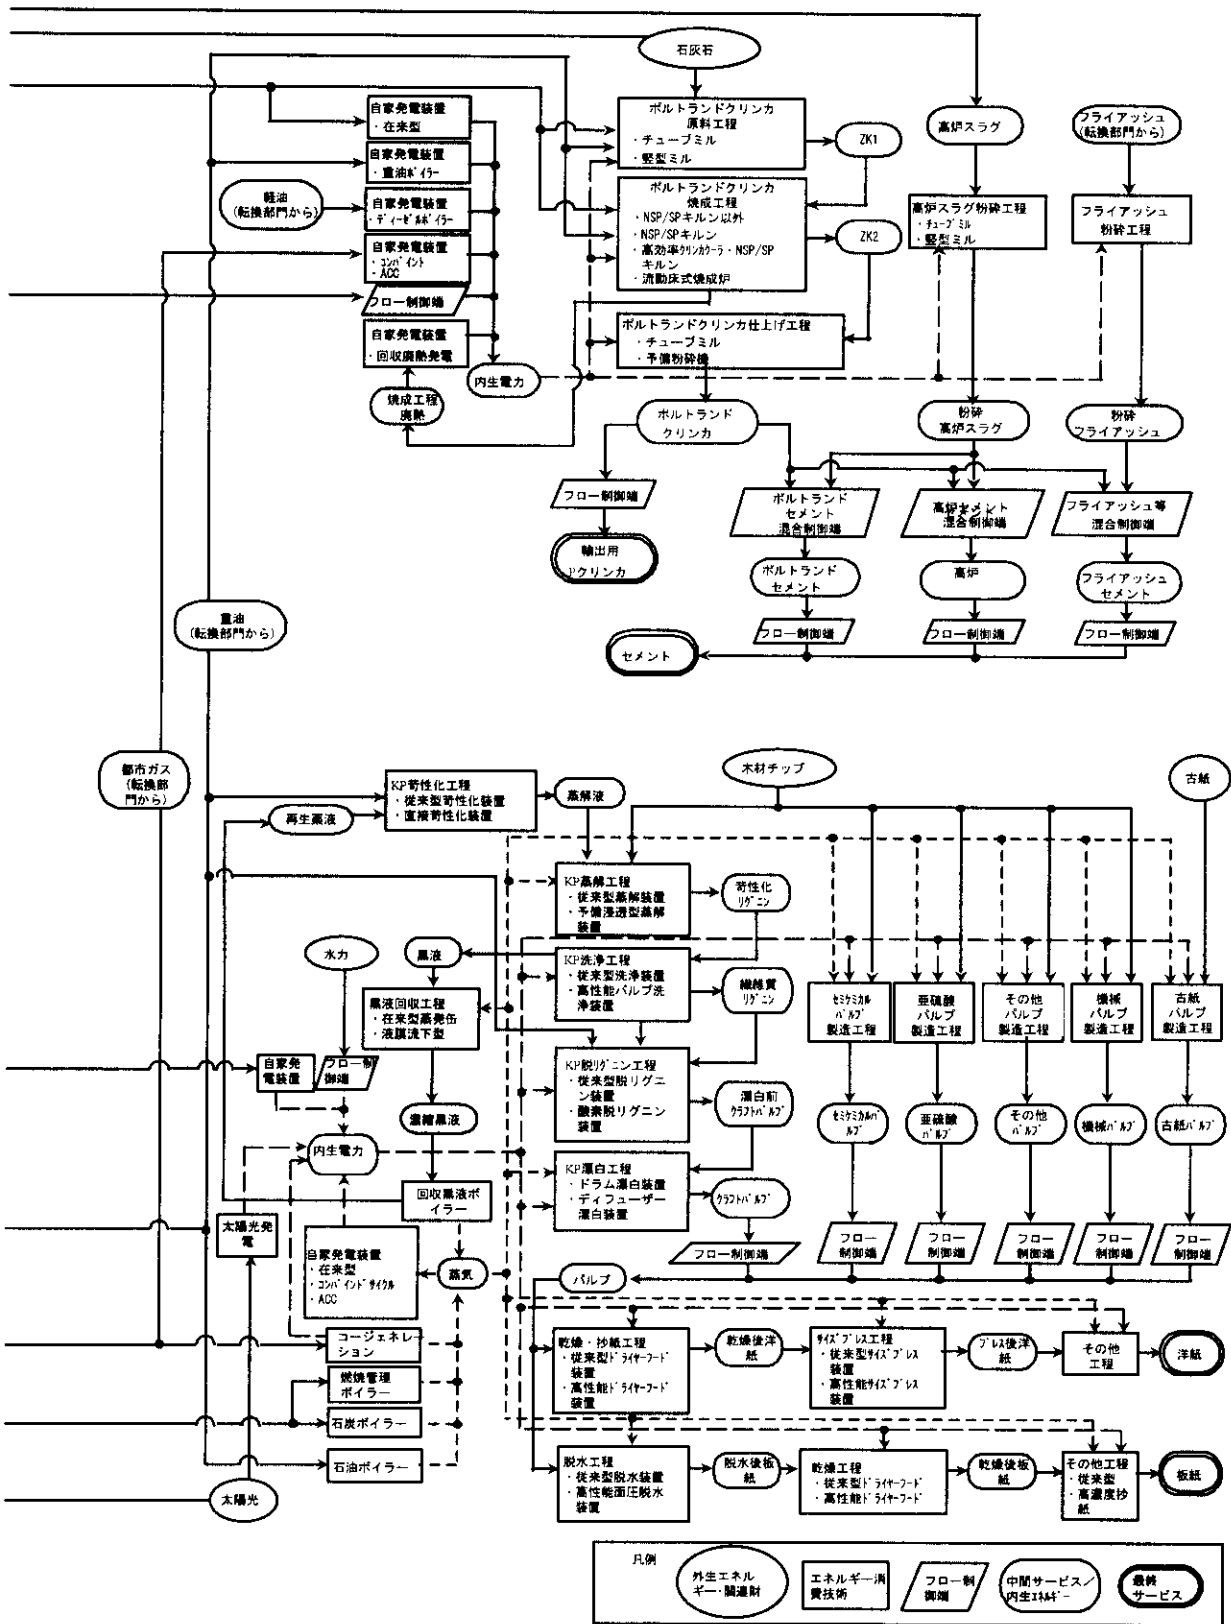 石灰石
自家発電装置
・在来型
自家発電装置
・重油ボイラー
軽油
(転換部門から)
自家発電装置
・ディーゼルボイラー
自家発電装置
・コンバイント
・ACC
フロー制御端
自家発電装置
・回収廃熱発電
焼成工程
廃熱
内生電力
ポルトランドクリンカ
原料工程
・チューブミル
・竪型ミル
ZK1
ポルトランドクリンカ
焼成工程
・NSP/SPキルン以外
・NSP/SPキルン
・高効率クリンカクーラ・NSP/SP
キルン
・流動床式焼成炉
ZK2
ポルトランドクリンカ仕上げ工程
・チューブミル
・予備粉砕機
高炉スラグ
フライアッシュ
(転換部門から)
高炉スラグ粉砕工程
・チューブミル
・竪型ミル
フライアッシュ
粉砕工程
ポルトランド
クリンカ
粉砕
高炉スラグ
粉砕
フライアッシュ
フロー制御端
ポルトランド
セメント
混合制御端
高炉セメント
混合制御端
フライアッシュ等
混合制御端
輸出用
Pクリンカ
ポルトランド
セメント
高炉
フライアッシュ
セメント
フロー制御端
フロー制御端
フロー制御端
セメント
重油
(転換部門から)
都市ガス
(転換部
門から)
木材チップ
古紙
KP苛性化工程
・従来型苛性化装置
・直接苛性化装置
蒸解液
再生薬液
KP蒸解工程
・従来型蒸解装置
・予備浸透型蒸解
装置
苛性化
リグニン
水力
黒液
KP洗浄工程
・従来型洗浄装置
・高性能パルプ洗
浄装置
繊維質
リグニン
黒液回収工程
・在来型蒸発缶
・液膜流下型
セミケミカル
パルプ
製造工程
亜硫酸
パルプ
製造工程
その他
パルプ
製造工程
機械
パルプ
製造工程
古紙
パルプ
製造工程
自家発
電装置
フロー制
御端
KP脱リグニン工程
・従来型脱リグニ
ン装置
・酸素脱リグニン
装置
漂白前
クラフトパルプ
濃縮黒液
セミケミカルパ
ルプ
亜硫酸
パルプ
その他
パルプ
機械パルプ
古紙パルプ
内生電力
KP漂白工程
・ドラム漂白装置
・ディフューザー
漂白装置
クラフトパルプ
回収黒液ボ
イラー
太陽光発
電
自家発電装置
・在来型
・コンバインドサイクル
・ACC
蒸気
フロー制御端
フロー
制御端
フロー
制御端
フロー
制御端
フロー
制御端
フロー
制御端
パルプ
コージェネレー
ション
燃焼管理
ボイラー
石炭ボイラー
石油ボイラー
太陽光
乾燥・抄紙工程
・従来型ドライヤーフード
装置
・高性能ドライヤーフード
装置
乾燥後洋
紙
サイズプレス工程
・従来型サイズプレス
装置
・高性能サイズプレス
装置
プレス後洋
紙
その他
工程
洋紙
脱水工程
・従来型脱水装置
・高性能面圧脱水
装置
脱水後板
紙
乾燥工程
・従来型ドライヤーフード
・高性能ドライヤーフード
乾燥後板
紙
その他工程
・従来型
・高濃度抄
紙
板紙
凡例
外生エネル
ギー・関連財
エネルギー消
費技術
フロー制
御端
中間サービス/
内生エネルギー
最終
サービス